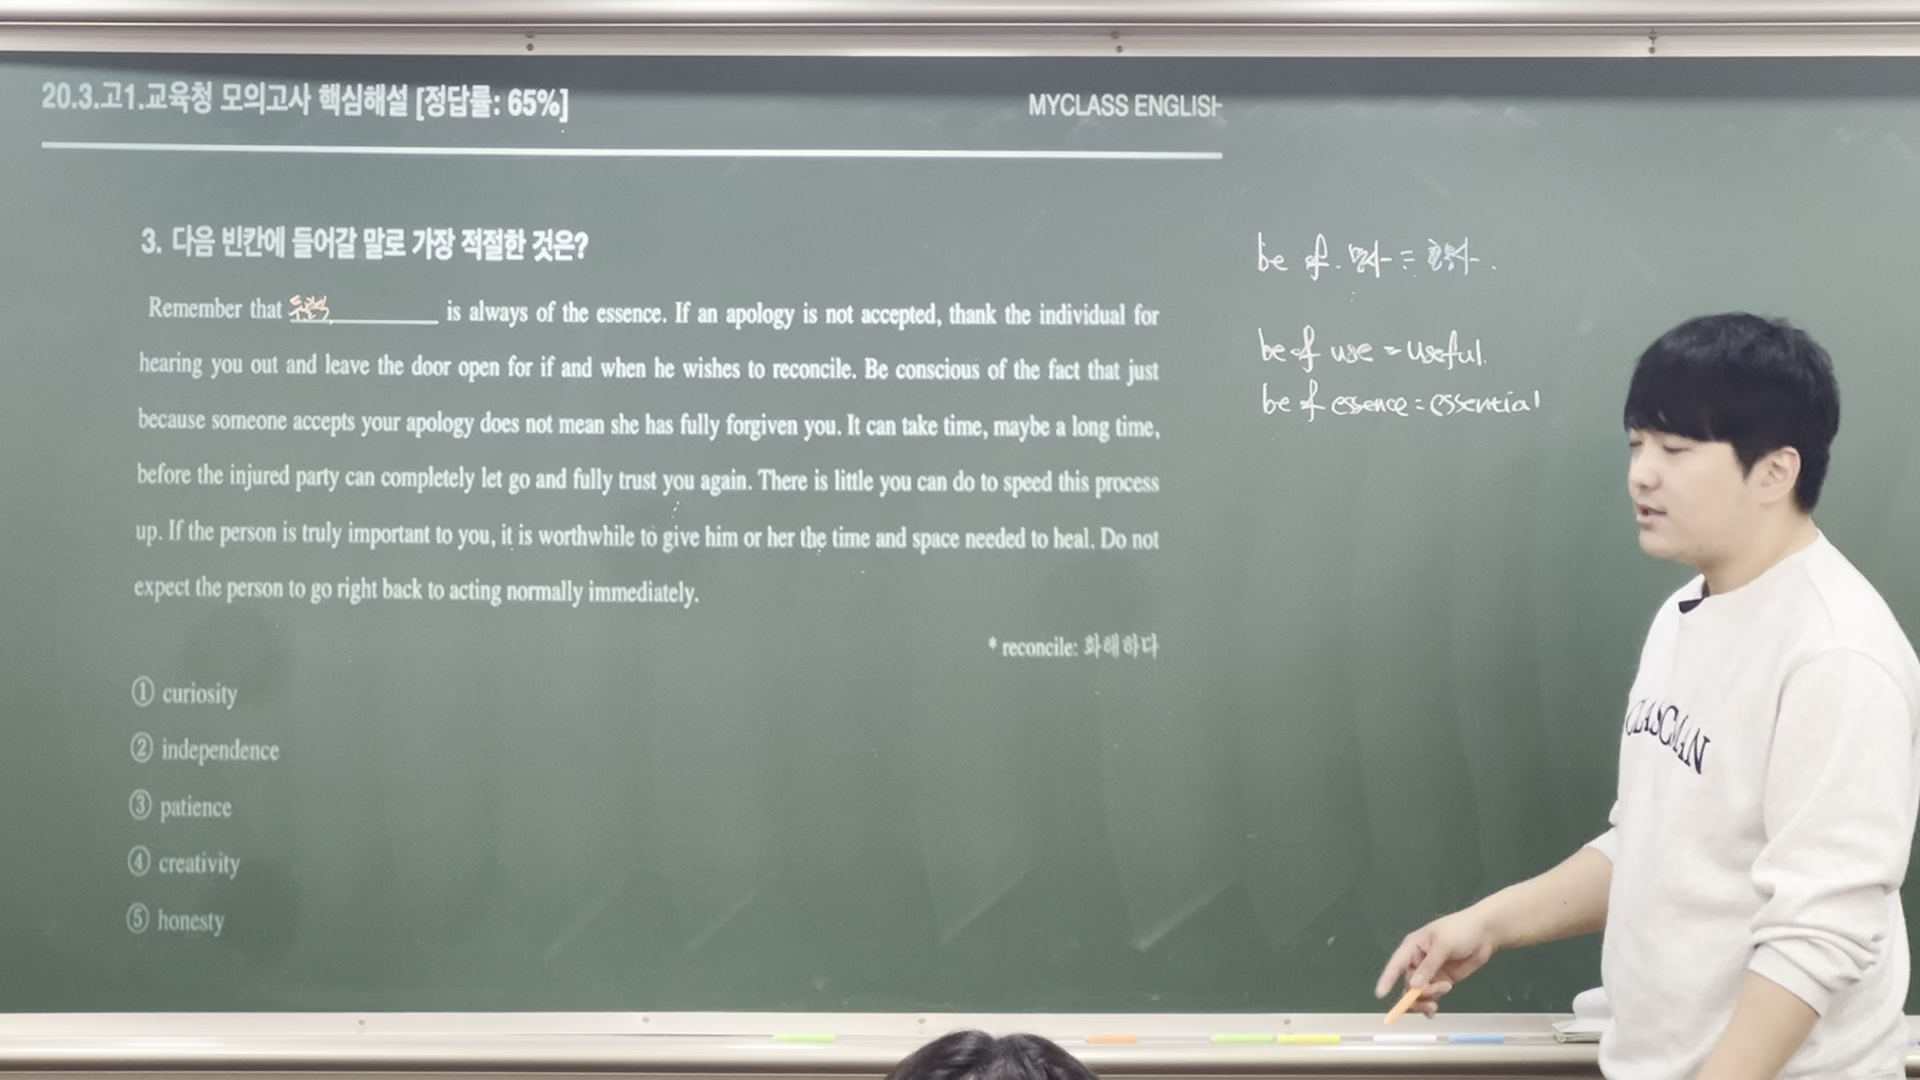 20.3.고1.교육청 모의고사 핵심해설 [정답률: 65%]
MYCLASS ENGLISH
3. 다음 빈칸에 들어갈 말로 가장 적절한 것은?
Remember that ____________ is always of the essence. If an apology is not accepted, thank the individual for
hearing you out and leave the door open for if and when he wishes to reconcile. Be conscious of the fact that just
because someone accepts your apology does not mean she has fully forgiven you. It can take time, maybe a long time,
before the injured party can completely let go and fully trust you again. There is little you can do to speed this process
up. If the person is truly important to you, it is worthwhile to give him or her the time and space needed to heal. Do not
expect the person to go right back to acting normally immediately.
* reconcile: 화해하다
① curiosity
② independence
③ patience
④ creativity
⑤ honesty
be of 명사 = 형용사.
be of use = useful.
be of essence = essential
CLASCMAN